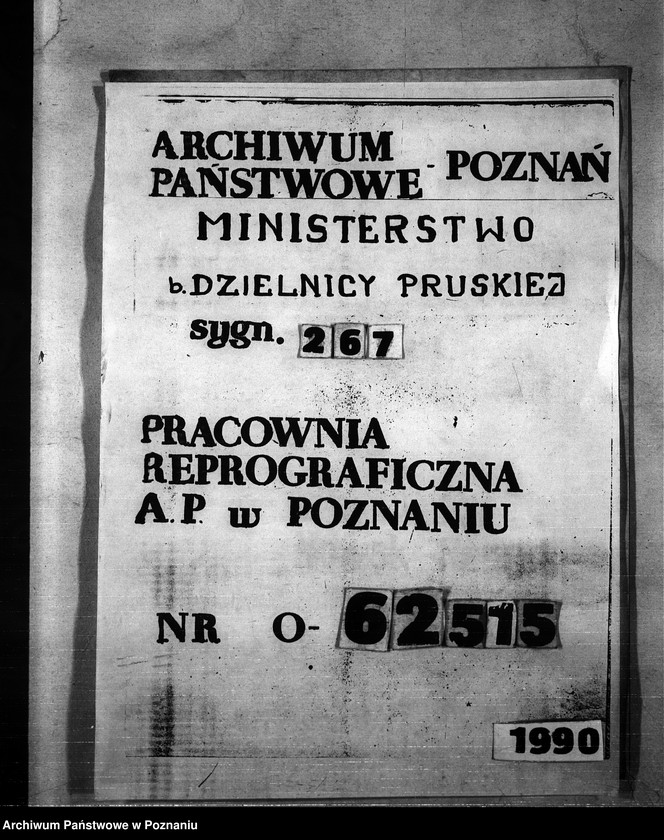 ARCHIWUM
PAŃSTWOWE - POZNAŃ
MINISTERSTWO
b. DZIELNICY PRUSKIEJ
sygn. 267
PRACOWNIA
REPROGRAFICZNA
A. P. w POZNANIU
NR O- 62515
1990
Archiwum Państwowe w Poznaniu